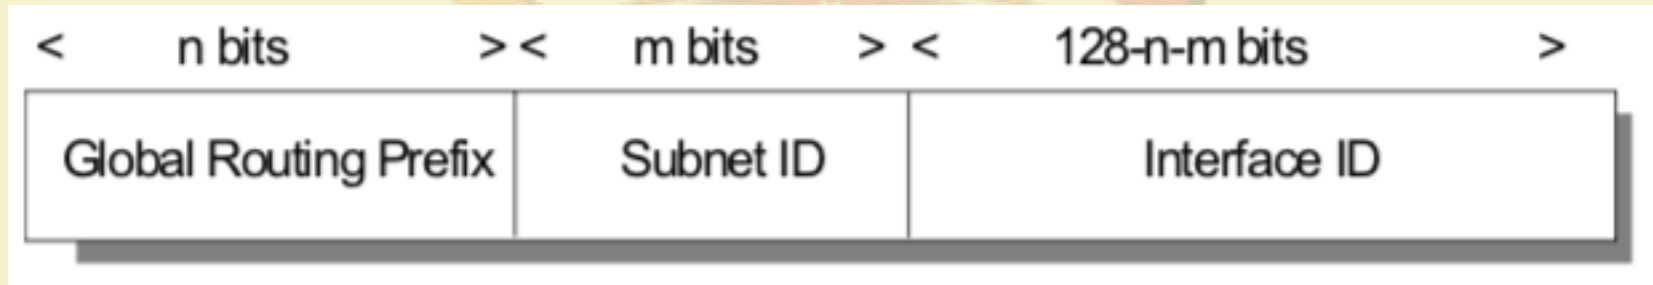 < n bits > < m bits > < 128-n-m bits >
Global Routing Prefix Subnet ID Interface ID